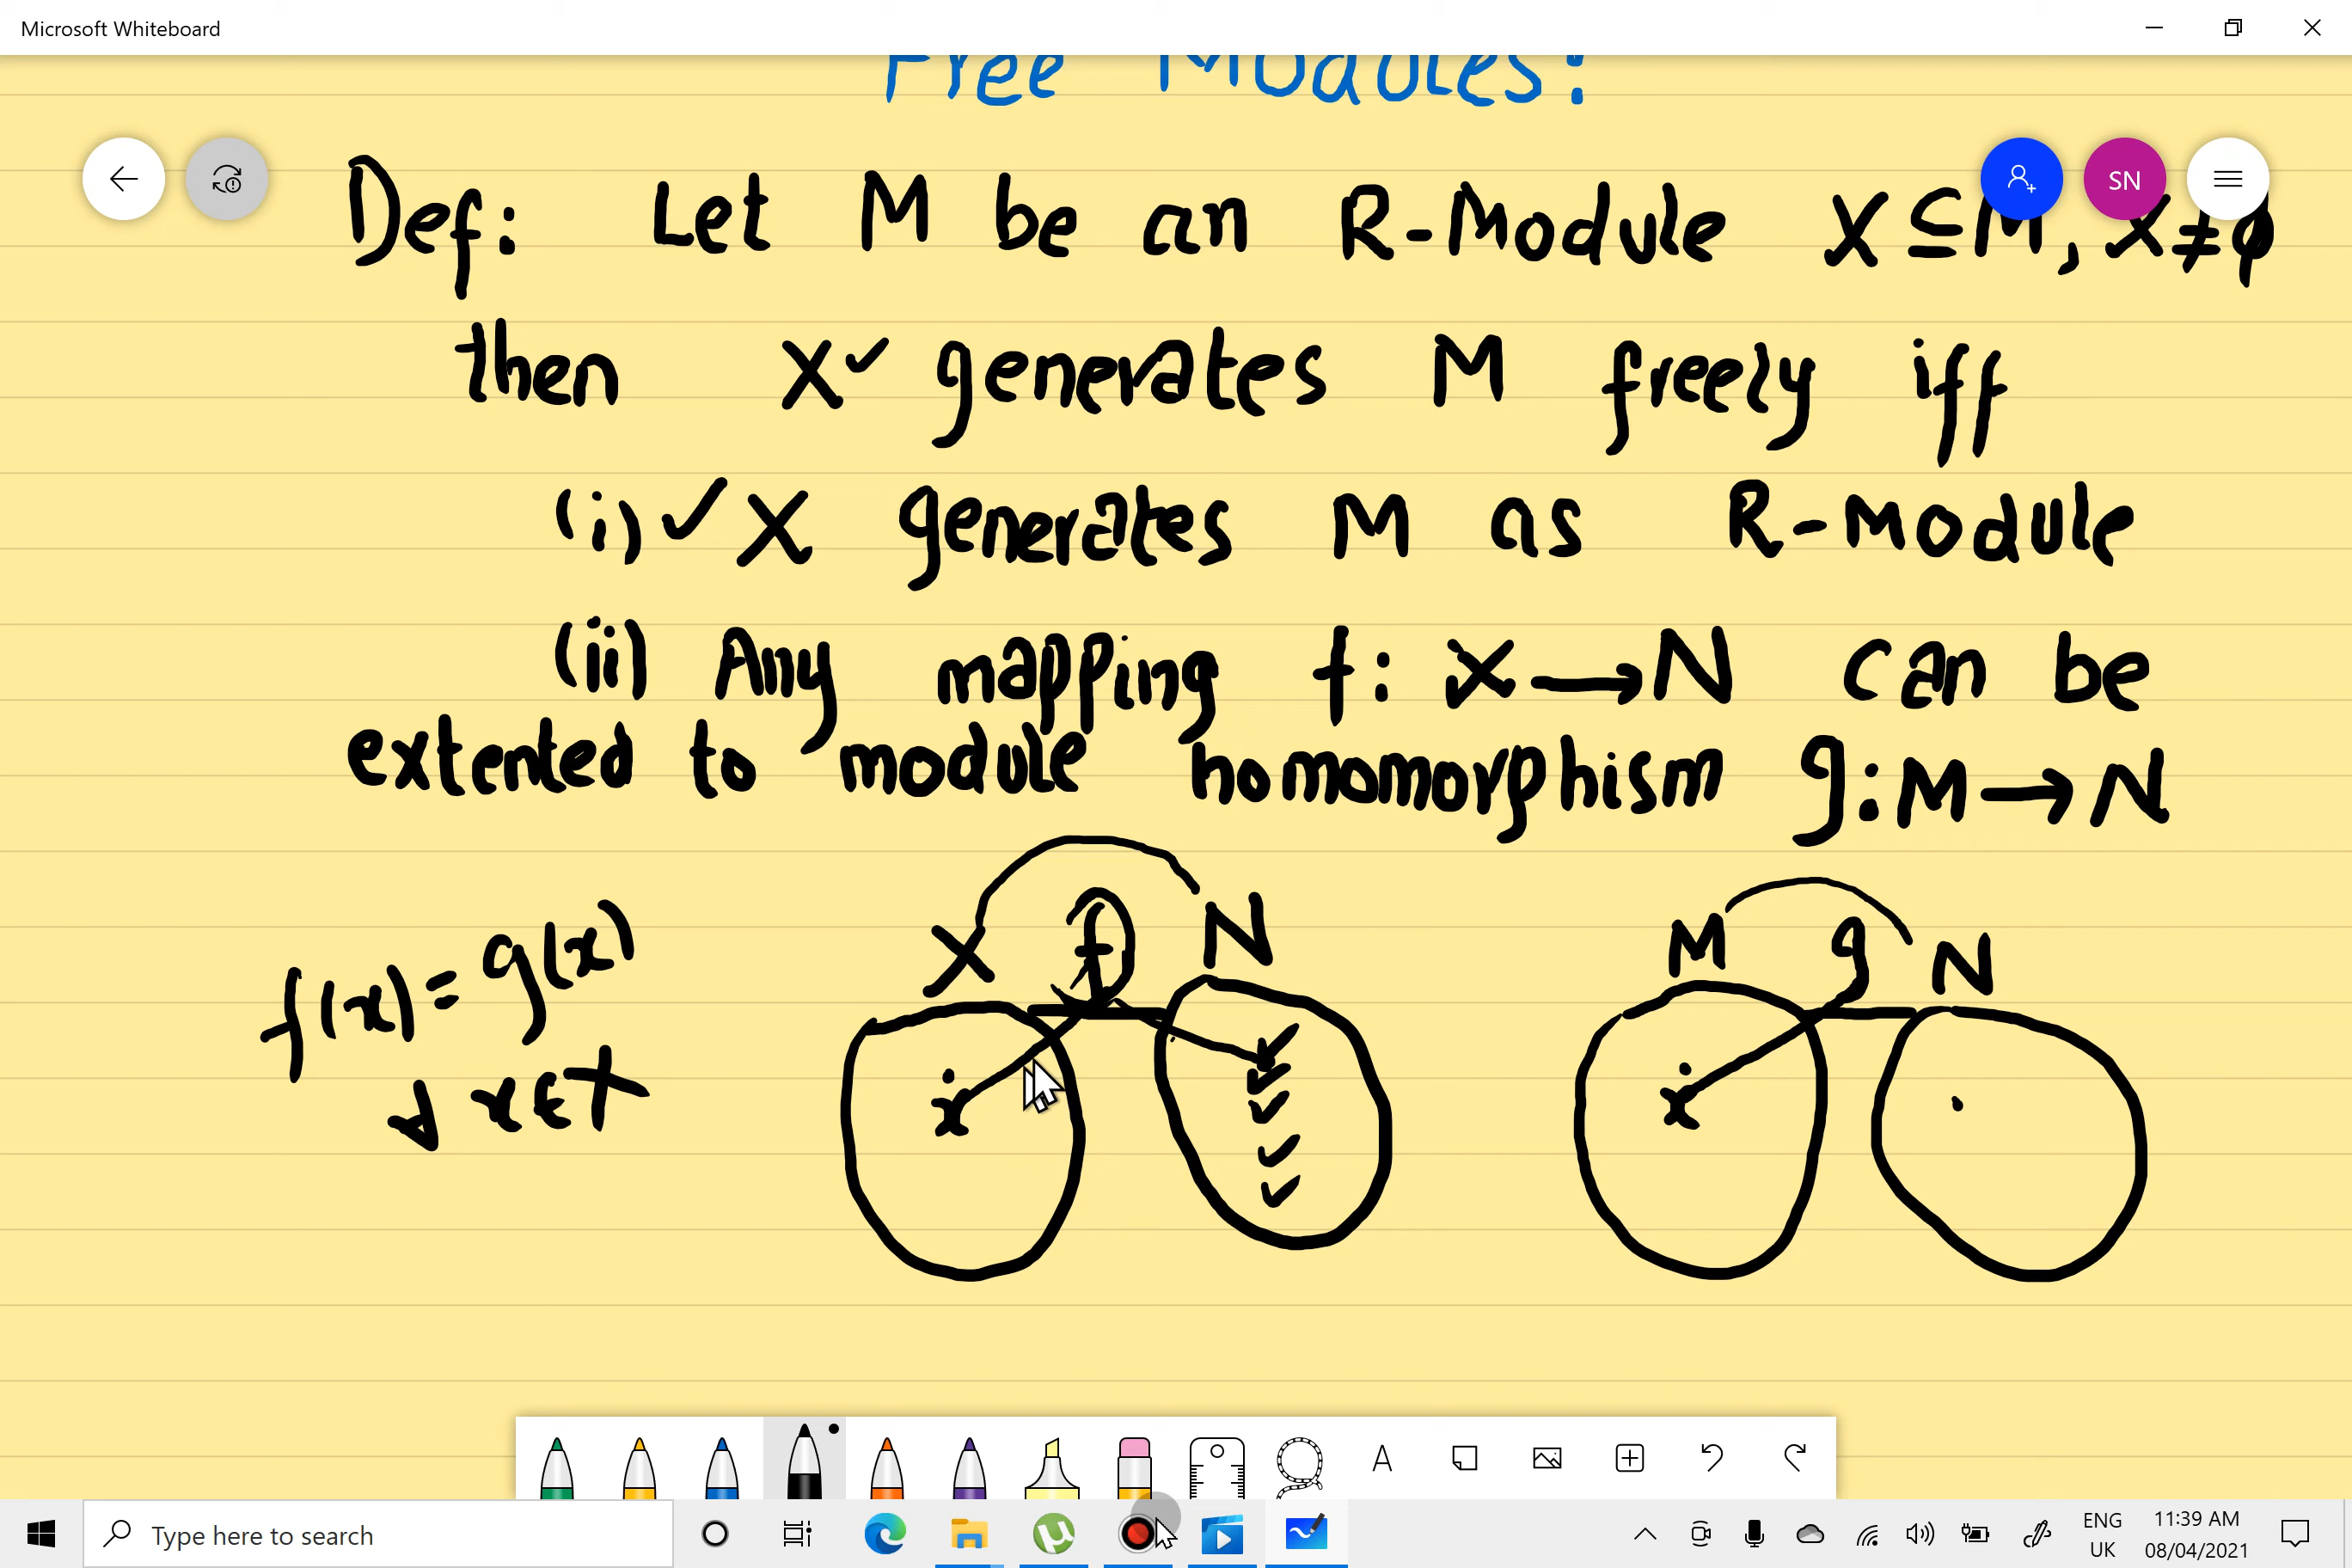 Microsoft Whiteboard
Free Modules:
SN
Def: Let M be an R-Module X ⊆ M, X ≠ ϕ
then X ✓ generates M freely iff
(i) ✓ X generates M as R-Module
(ii) Any mapping f: X → N can be
extented to module homomorphism g: M → N
X f N
M g N
f(x) = g(x)
∀ x ∈ X
x
x
Type here to search
ENG
UK
11:39 AM
08/04/2021